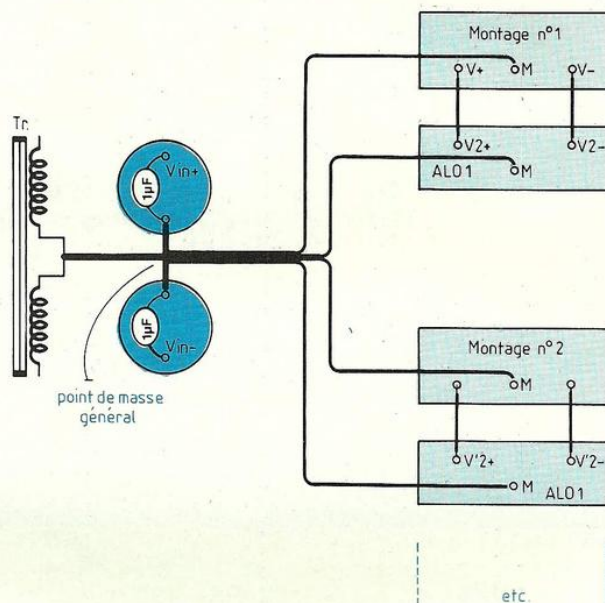 Montage n°1
V+
M
V-
Tr.
V2+
V2-
ALO1
M
Vin+
1µF
1µF
Vin-
point de masse
général
Montage n°2
M
V'2+
V'2-
M
ALO1
etc.